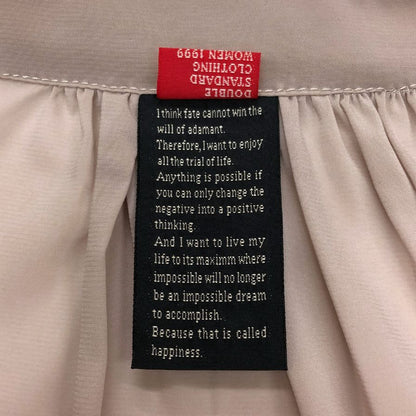 DOUBLE
STANDARD
CLOTHING
WOMEN 1999
I think fate cannot win the
will of adamant.
Therefore, I want to enjoy
all the trial of life.
Anything is possible if
you can only change the
negative into a positive
thinking.
And I want to live my
life to its maximm where
impossible will no longer
be an impossible dream
to accomplish.
Because that is called
happiness.